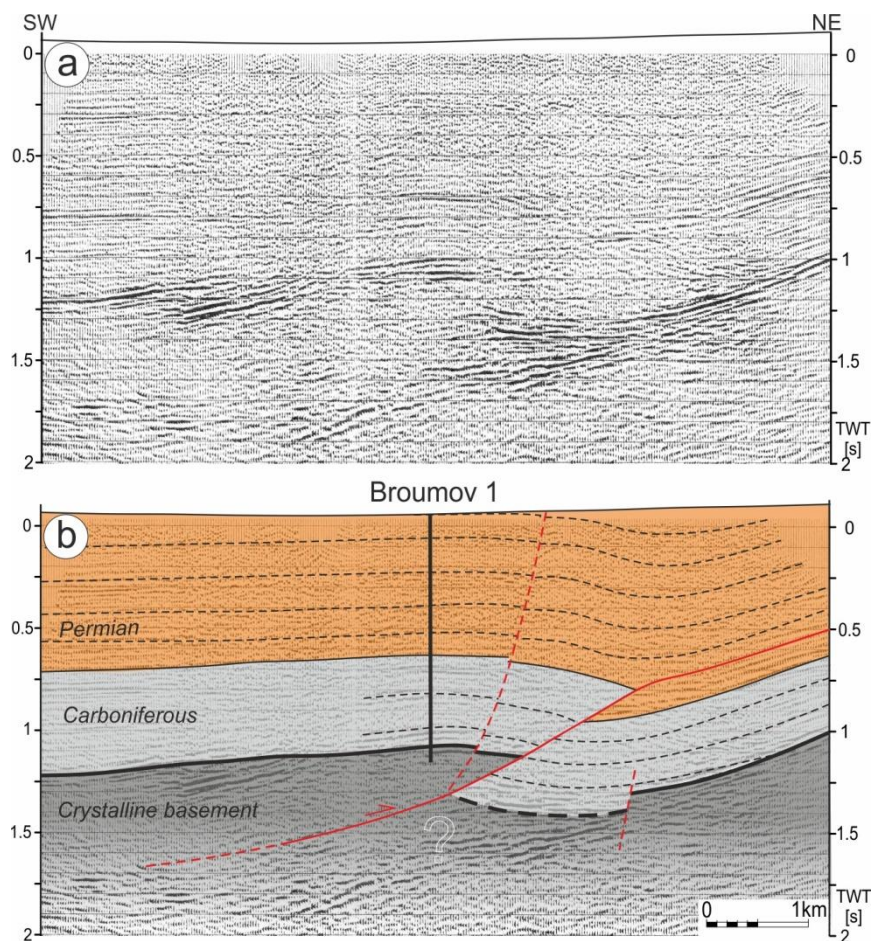 SW NE
a
0 0
0.5 0.5
1 1
1.5 1.5
TWT
[s]
2 2
Broumov 1
b
0 0
0.5 0.5
Permian
Carboniferous
1 1
Crystalline basement
1.5 1.5
?
TWT
[s]
0 1km
2 2